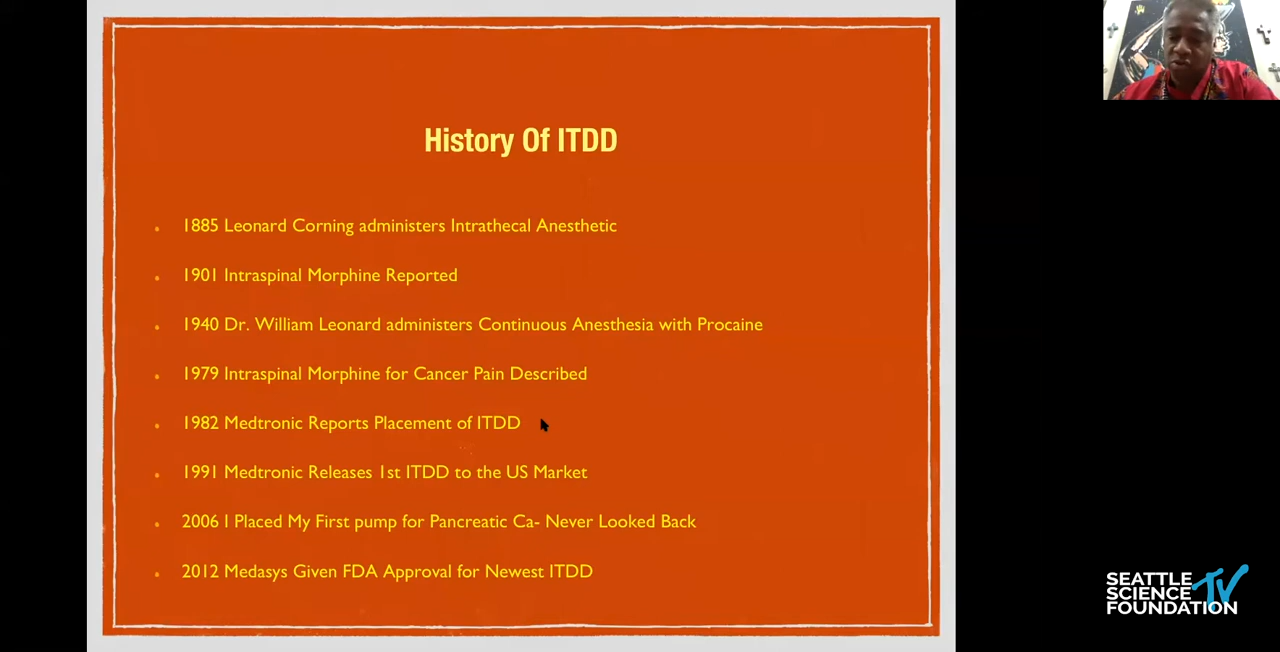 History Of ITDD
1885 Leonard Corning administers Intrathecal Anesthetic
1901 Intraspinal Morphine Reported
1940 Dr. William Leonard administers Continuous Anesthesia with Procaine
1979 Intraspinal Morphine for Cancer Pain Described
1982 Medtronic Reports Placement of ITDD
1991 Medtronic Releases 1st ITDD to the US Market
2006 I Placed My First pump for Pancreatic Ca- Never Looked Back
2012 Medasys Given FDA Approval for Newest ITDD
SEATTLE
SCIENCE TV
FOUNDATION